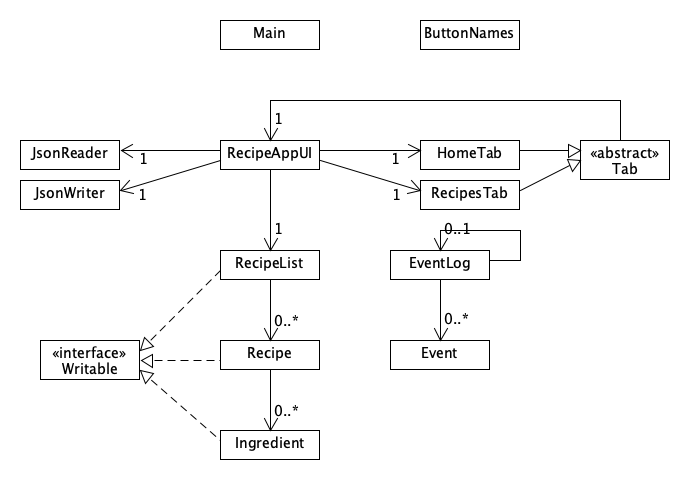 Main
ButtonNames
1
JsonReader
1
RecipeAppUI
1
HomeTab
«abstract»
Tab
JsonWriter
1
1
RecipesTab
1
0..1
RecipeList
EventLog
0..*
0..*
«interface»
Writable
Recipe
Event
0..*
Ingredient